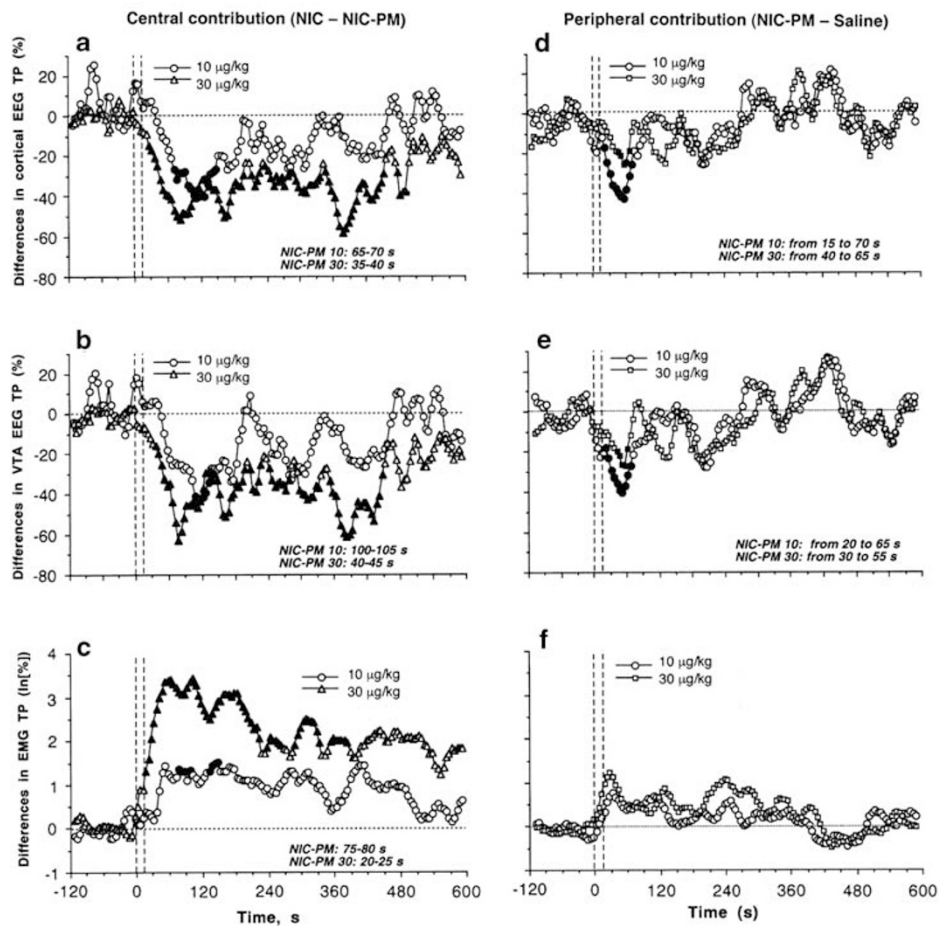 Central contribution (NIC – NIC-PM)
Peripheral contribution (NIC-PM – Saline)
a
Differences in cortical EEG TP (%)
20
0
-20
-40
-60
-80
10 µg/kg
30 µg/kg
NIC-PM 10: 65-70 s
NIC-PM 30: 35-40 s
d
10 µg/kg
30 µg/kg
NIC-PM 10: from 15 to 70 s
NIC-PM 30: from 40 to 65 s
b
Differences in VTA EEG TP (%)
20
0
-20
-40
-60
-80
10 µg/kg
30 µg/kg
NIC-PM 10: 100-105 s
NIC-PM 30: 40-45 s
e
10 µg/kg
30 µg/kg
NIC-PM 10: from 20 to 65 s
NIC-PM 30: from 30 to 55 s
c
Differences in EMG TP (ln[%])
4
3
2
1
0
-1
10 µg/kg
30 µg/kg
NIC-PM: 75-80 s
NIC-PM 30: 20-25 s
-120 0 120 240 360 480 600
Time, s
f
10 µg/kg
30 µg/kg
-120 0 120 240 360 480 600
Time (s)